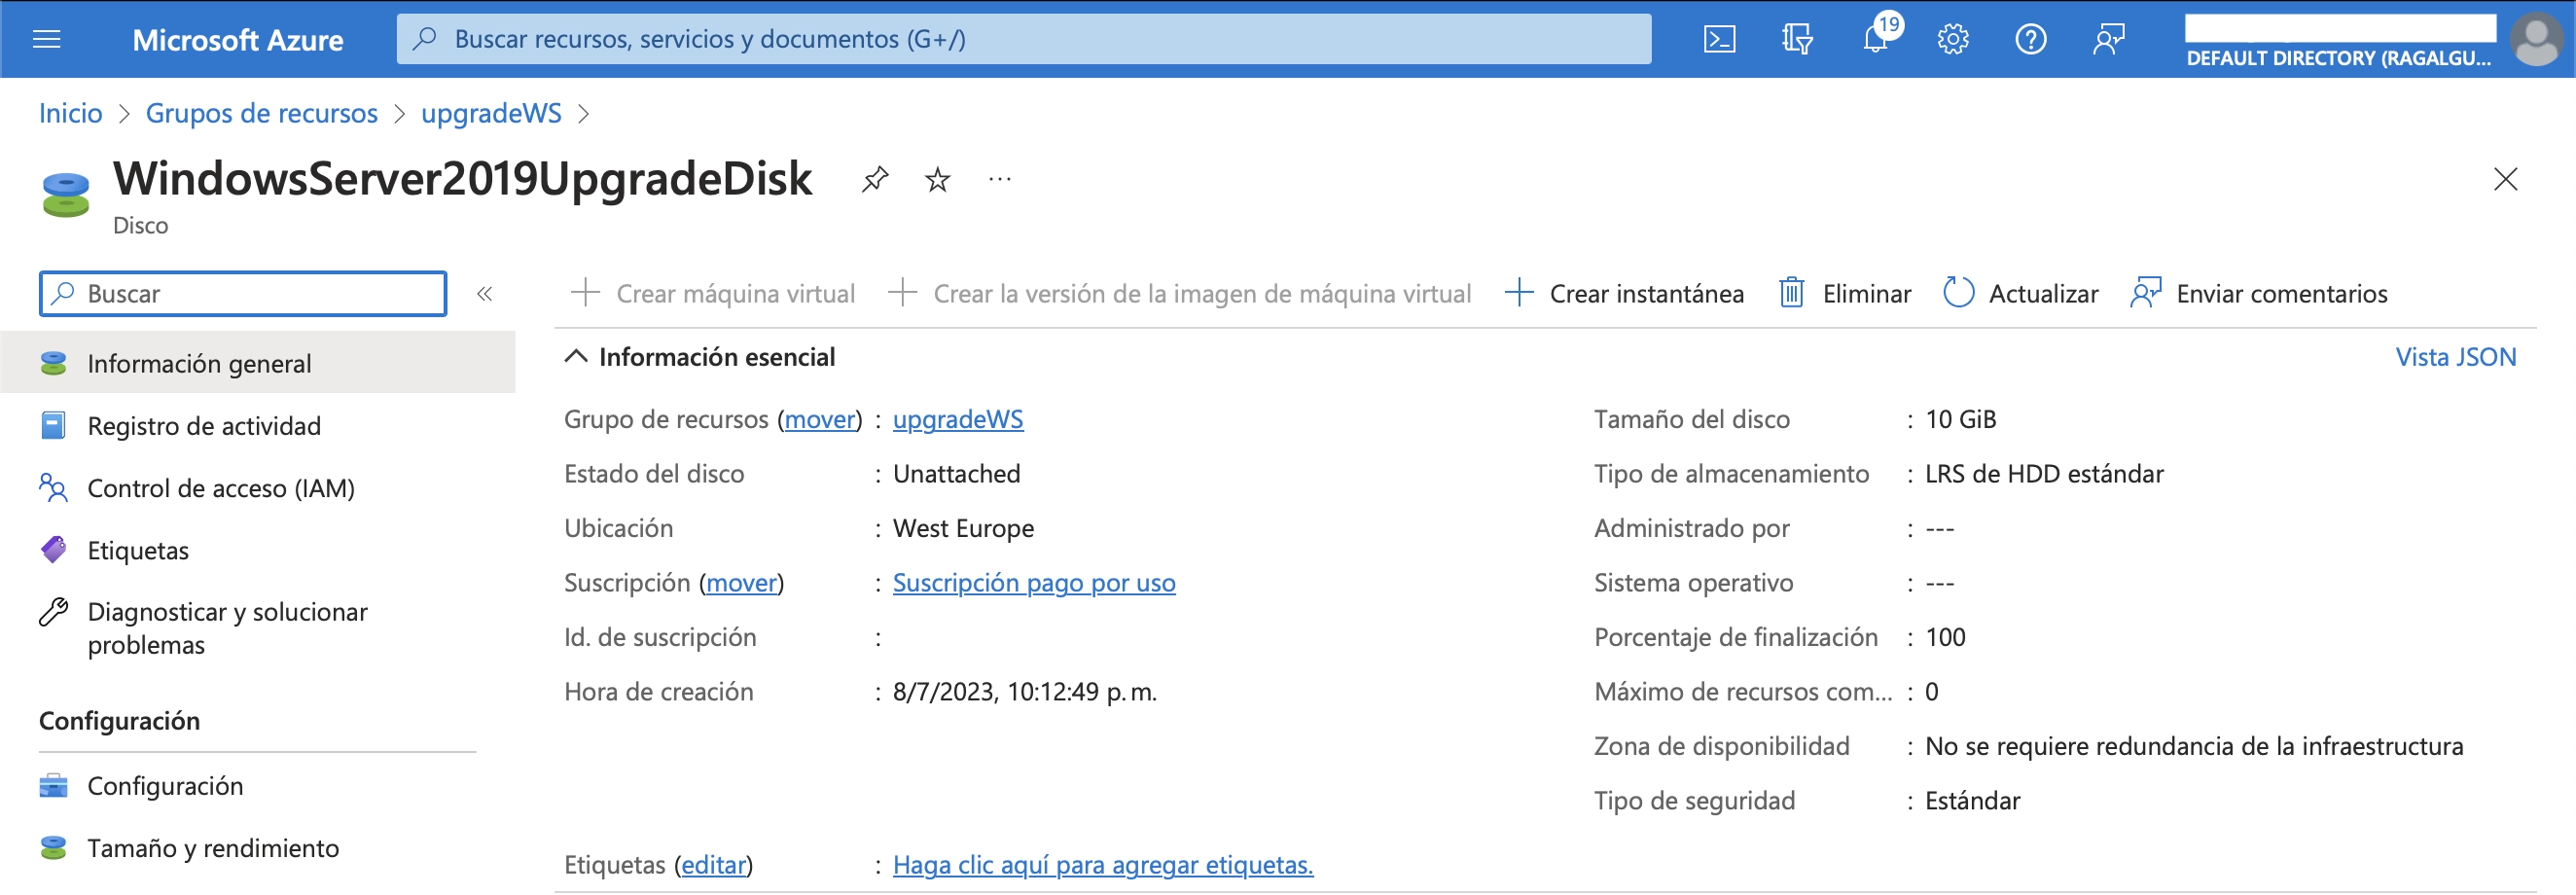 Microsoft Azure
Buscar recursos, servicios y documentos (G+/)
19
DEFAULT DIRECTORY (RAGALGU...
Inicio > Grupos de recursos > upgradeWS >
WindowsServer2019UpgradeDisk
...
Disco
Buscar
«
Crear máquina virtual
Crear la versión de la imagen de máquina virtual
Crear instantánea
Eliminar
Actualizar
Enviar comentarios
Información general
Registro de actividad
Control de acceso (IAM)
Etiquetas
Diagnosticar y solucionar
problemas
Configuración
Configuración
Tamaño y rendimiento
Información esencial
Vista JSON
Grupo de recursos (mover) : upgradeWS
Estado del disco : Unattached
Ubicación : West Europe
Suscripción (mover) : Suscripción pago por uso
Id. de suscripción :
Hora de creación : 8/7/2023, 10:12:49 p. m.
Tamaño del disco : 10 GiB
Tipo de almacenamiento : LRS de HDD estándar
Administrado por : ---
Sistema operativo : ---
Porcentaje de finalización : 100
Máximo de recursos com... : 0
Zona de disponibilidad : No se requiere redundancia de la infraestructura
Tipo de seguridad : Estándar
Etiquetas (editar) : Haga clic aquí para agregar etiquetas.